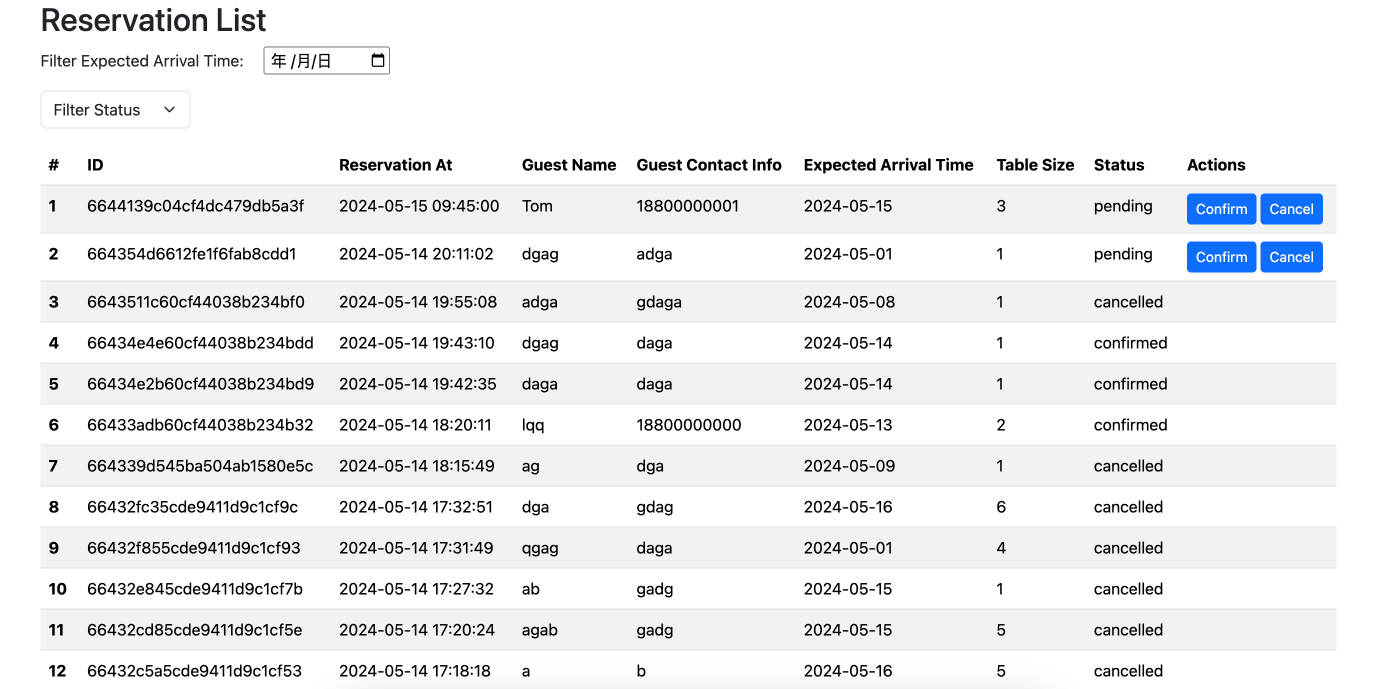 Reservation List
Filter Expected Arrival Time: 年 /月/日
Filter Status
# ID Reservation At Guest Name Guest Contact Info Expected Arrival Time Table Size Status Actions
1 6644139c04cf4dc479db5a3f 2024-05-15 09:45:00 Tom 18800000001 2024-05-15 3 pending Confirm Cancel
2 664354d6612fe1f6fab8cdd1 2024-05-14 20:11:02 dgag adga 2024-05-01 1 pending Confirm Cancel
3 6643511c60cf44038b234bf0 2024-05-14 19:55:08 adga gdaga 2024-05-08 1 cancelled
4 66434e4e60cf44038b234bdd 2024-05-14 19:43:10 dgag daga 2024-05-14 1 confirmed
5 66434e2b60cf44038b234bd9 2024-05-14 19:42:35 daga daga 2024-05-14 1 confirmed
6 66433adb60cf44038b234b32 2024-05-14 18:20:11 lqq 18800000000 2024-05-13 2 confirmed
7 664339d545ba504ab1580e5c 2024-05-14 18:15:49 ag dga 2024-05-09 1 cancelled
8 66432fc35cde9411d9c1cf9c 2024-05-14 17:32:51 dga gdag 2024-05-16 6 cancelled
9 66432f855cde9411d9c1cf93 2024-05-14 17:31:49 qgag daga 2024-05-01 4 cancelled
10 66432e845cde9411d9c1cf7b 2024-05-14 17:27:32 ab gadg 2024-05-15 1 cancelled
11 66432cd85cde9411d9c1cf5e 2024-05-14 17:20:24 agab gadg 2024-05-15 5 cancelled
12 66432c5a5cde9411d9c1cf53 2024-05-14 17:18:18 a b 2024-05-16 5 cancelled